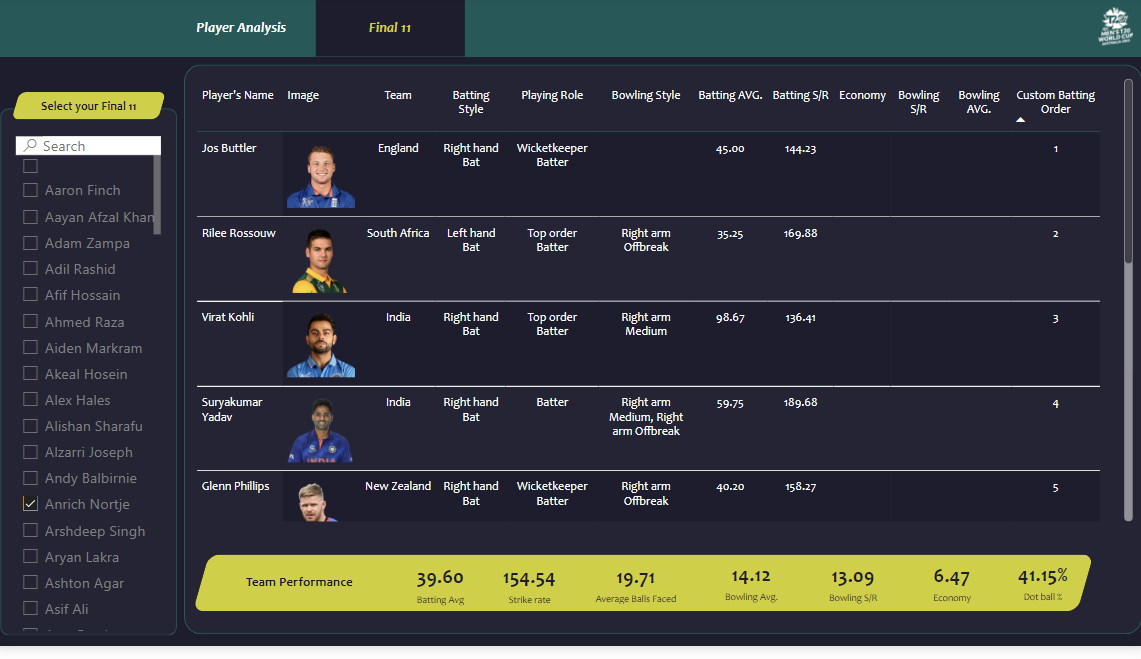 Player Analysis
Final 11
MEN'S T20
WORLD CUP
Select your Final 11
Search
Aaron Finch
Aayan Afzal Khan
Adam Zampa
Adil Rashid
Afif Hossain
Ahmed Raza
Aiden Markram
Akeal Hosein
Alex Hales
Alishan Sharafu
Alzarri Joseph
Andy Balbirnie
Anrich Nortje
Arshdeep Singh
Aryan Lakra
Ashton Agar
Asif Ali
Player's Name Image Team Batting Style Playing Role Bowling Style Batting AVG. Batting S/R Economy Bowling S/R Bowling AVG. Custom Batting Order
Jos Buttler England Right hand Bat Wicketkeeper Batter 45.00 144.23 1
Rilee Rossouw South Africa Left hand Bat Top order Batter Right arm Offbreak 35.25 169.88 2
Virat Kohli India Right hand Bat Top order Batter Right arm Medium 98.67 136.41 3
Suryakumar Yadav India Right hand Bat Batter Right arm Medium, Right arm Offbreak 59.75 189.68 4
INDIA
Glenn Phillips New Zealand Right hand Bat Wicketkeeper Batter Right arm Offbreak 40.20 158.27 5
Team Performance
39.60 154.54 19.71 14.12 13.09 6.47 41.15%
Batting Avg Strike rate Average Balls Faced Bowling Avg. Bowling S/R Economy Dot ball %